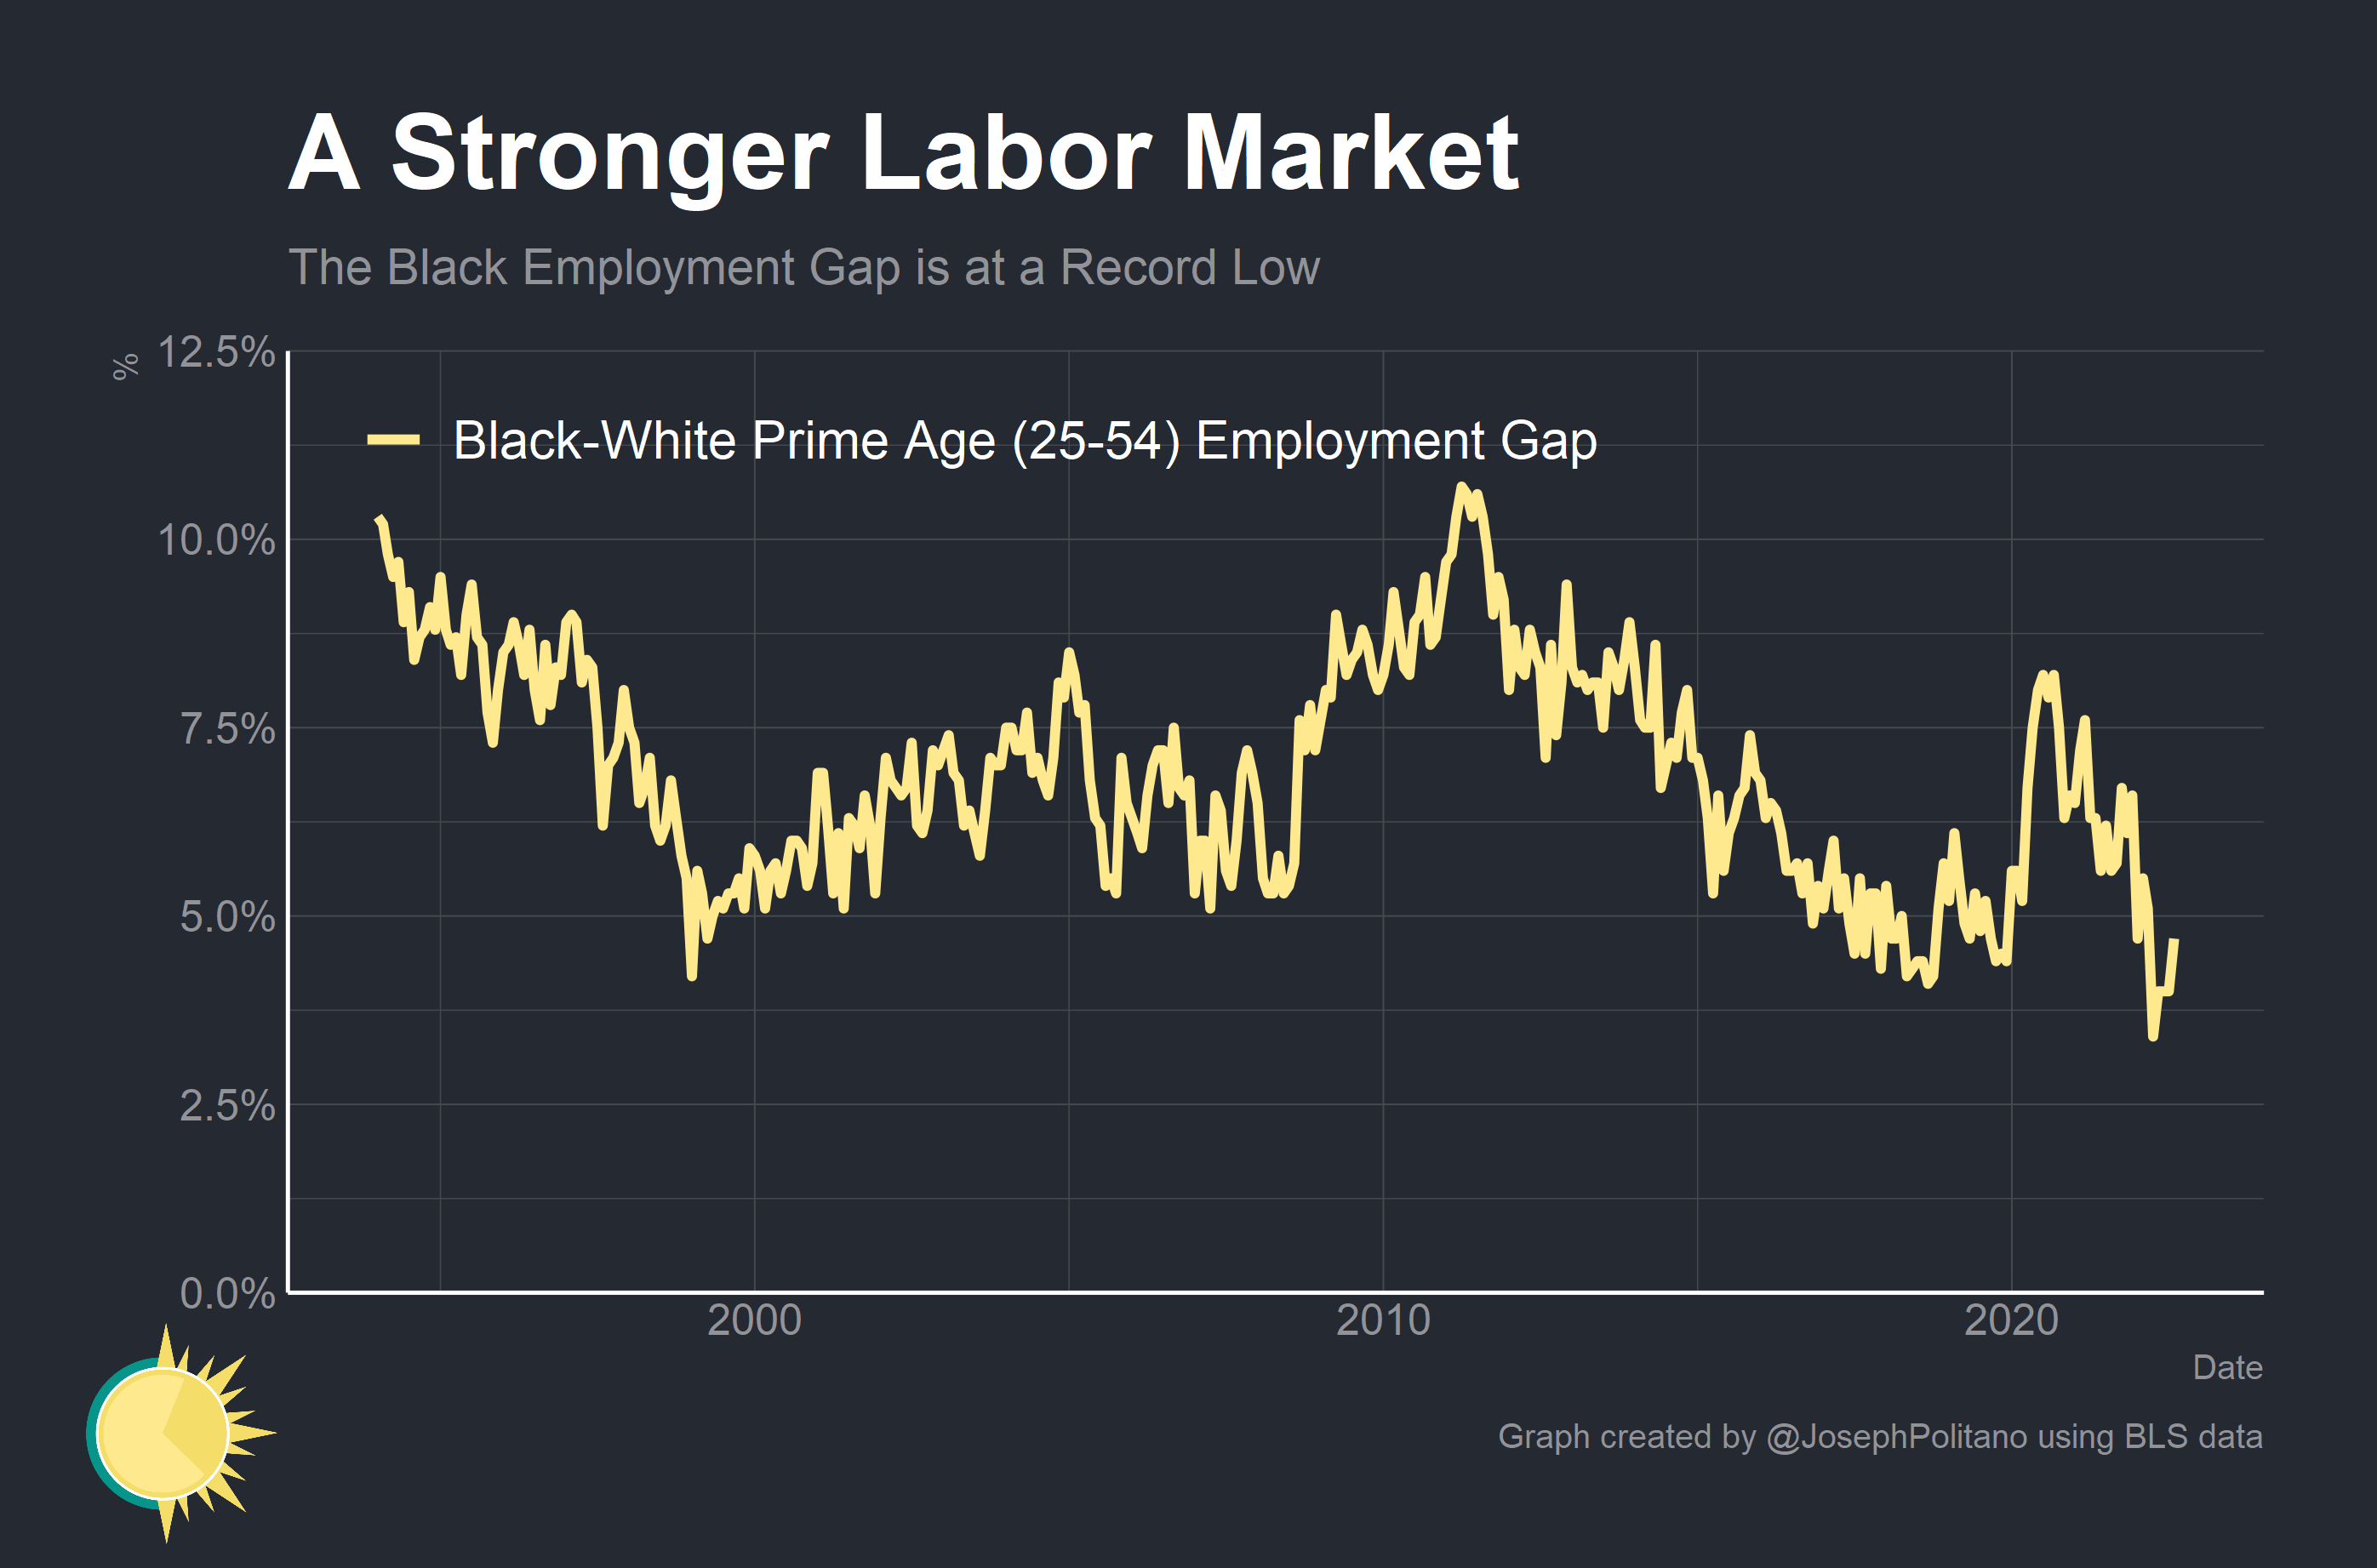 A Stronger Labor Market
The Black Employment Gap is at a Record Low
%
12.5%
Black-White Prime Age (25-54) Employment Gap
10.0%
7.5%
5.0%
2.5%
0.0%
2000 2010 2020
Date
Graph created by @JosephPolitano using BLS data